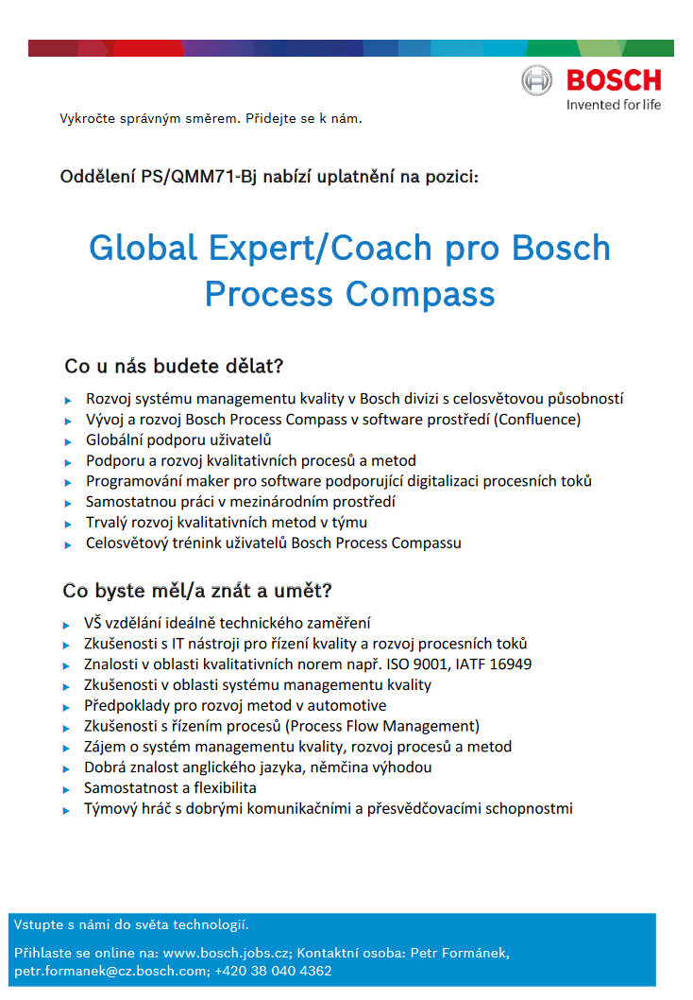 BOSCH
Invented for life
Vykročte správným směrem. Přidejte se k nám.
Oddělení PS/QMM71-Bj nabízí uplatnění na pozici:
Global Expert/Coach pro Bosch
Process Compass
Co u nás budete dělat?
Rozvoj systému managementu kvality v Bosch divizi s celosvětovou působností
Vývoj a rozvoj Bosch Process Compass v software prostředí (Confluence)
Globální podporu uživatelů
Podporu a rozvoj kvalitativních procesů a metod
Programování maker pro software podporující digitalizaci procesních toků
Samostatnou práci v mezinárodním prostředí
Trvalý rozvoj kvalitativních metod v týmu
Celosvětový trénink uživatelů Bosch Process Compassu
Co byste měl/a znát a umět?
VŠ vzdělání ideálně technického zaměření
Zkušenosti s IT nástroji pro řízení kvality a rozvoj procesních toků
Znalosti v oblasti kvalitativních norem např. ISO 9001, IATF 16949
Zkušenosti v oblasti systému managementu kvality
Předpoklady pro rozvoj metod v automotive
Zkušenosti s řízením procesů (Process Flow Management)
Zájem o systém managementu kvality, rozvoj procesů a metod
Dobrá znalost anglického jazyka, němčina výhodou
Samostatnost a flexibilita
Týmový hráč s dobrými komunikačními a přesvědčovacími schopnostmi
Vstupte s námi do světa technologií.
Přihlaste se online na: www.bosch.jobs.cz; Kontaktní osoba: Petr Formánek,
petr.formanek@cz.bosch.com; +420 38 040 4362